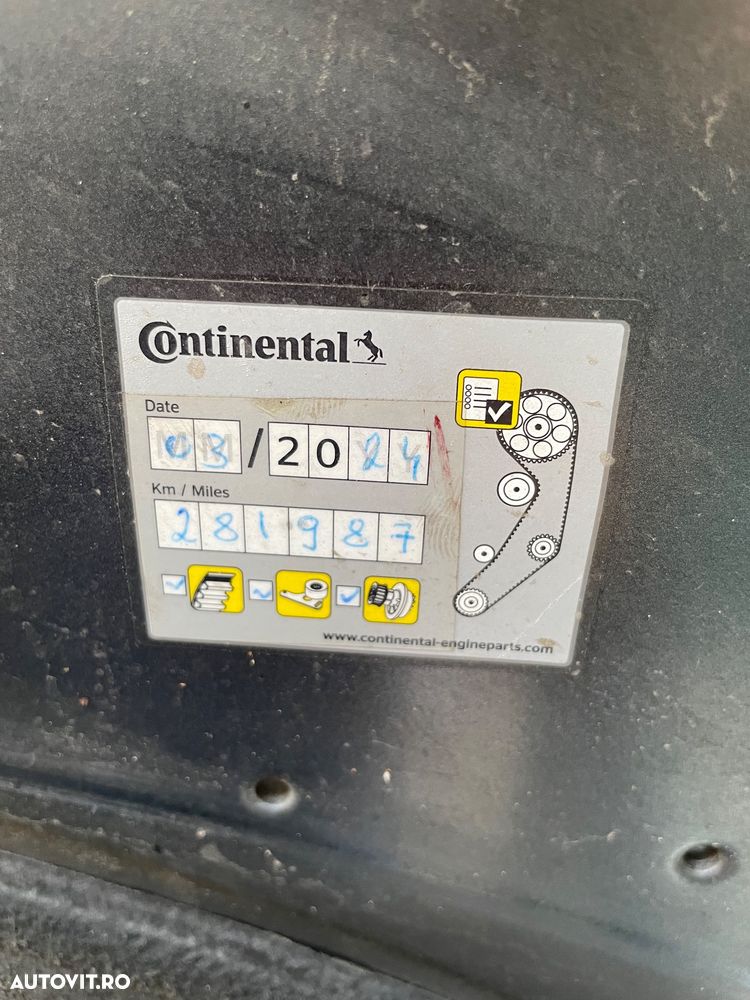 Continental
Date
03/2024
Km / Miles
281987
www.continental-engineparts.com
AUTOVIT.RO